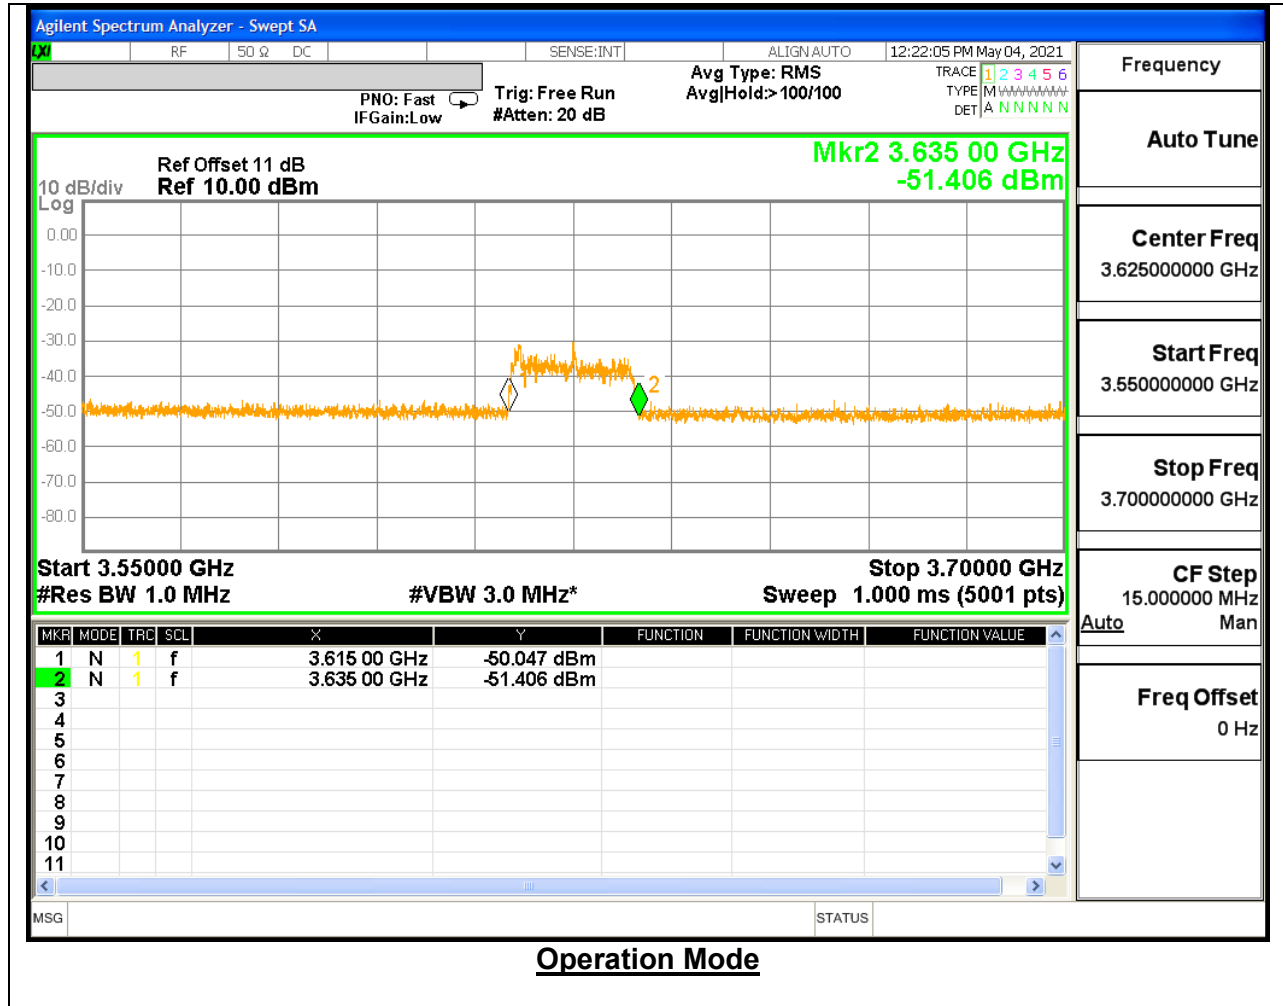 Agilent Spectrum Analyzer - Swept SA
LXI RF 50 Ω DC SENSE:INT ALIGN AUTO 12:22:05 PM May 04, 2021
PNO: Fast
IFGain:Low
Trig: Free Run
#Atten: 20 dB
Avg Type: RMS
Avg|Hold:> 100/100
TRACE 1 2 3 4 5 6
TYPE M WWWWW
DET A N N N N N
Mkr2 3.635 00 GHz
-51.406 dBm
Ref Offset 11 dB
10 dB/div Ref 10.00 dBm
Log
0.00
-10.0
-20.0
-30.0
-40.0
-50.0
-60.0
-70.0
-80.0
2
Start 3.55000 GHz Stop 3.70000 GHz
#Res BW 1.0 MHz #VBW 3.0 MHz* Sweep 1.000 ms (5001 pts)
MKR MODE TRC SCL X Y FUNCTION FUNCTION WIDTH FUNCTION VALUE
1 N 1 f 3.615 00 GHz -50.047 dBm
2 N 1 f 3.635 00 GHz -51.406 dBm
3
4
5
6
7
8
9
10
11
MSG STATUS
Frequency
Auto Tune
Center Freq
3.625000000 GHz
Start Freq
3.550000000 GHz
Stop Freq
3.700000000 GHz
CF Step
15.000000 MHz
Auto Man
Freq Offset
0 Hz
Operation Mode